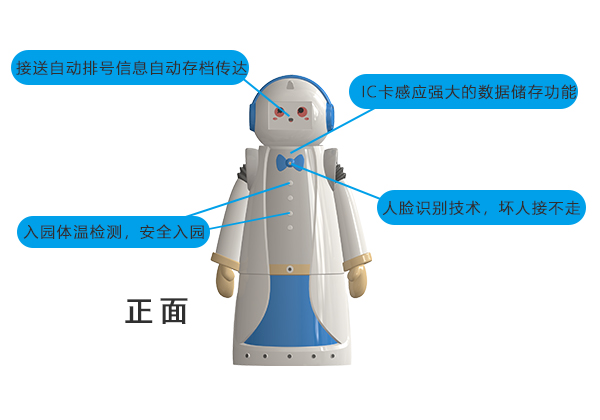 接送自动排号信息自动存档传达
IC卡感应强大的数据储存功能
人脸识别技术，坏人接不走
入园体温检测，安全入园
正面